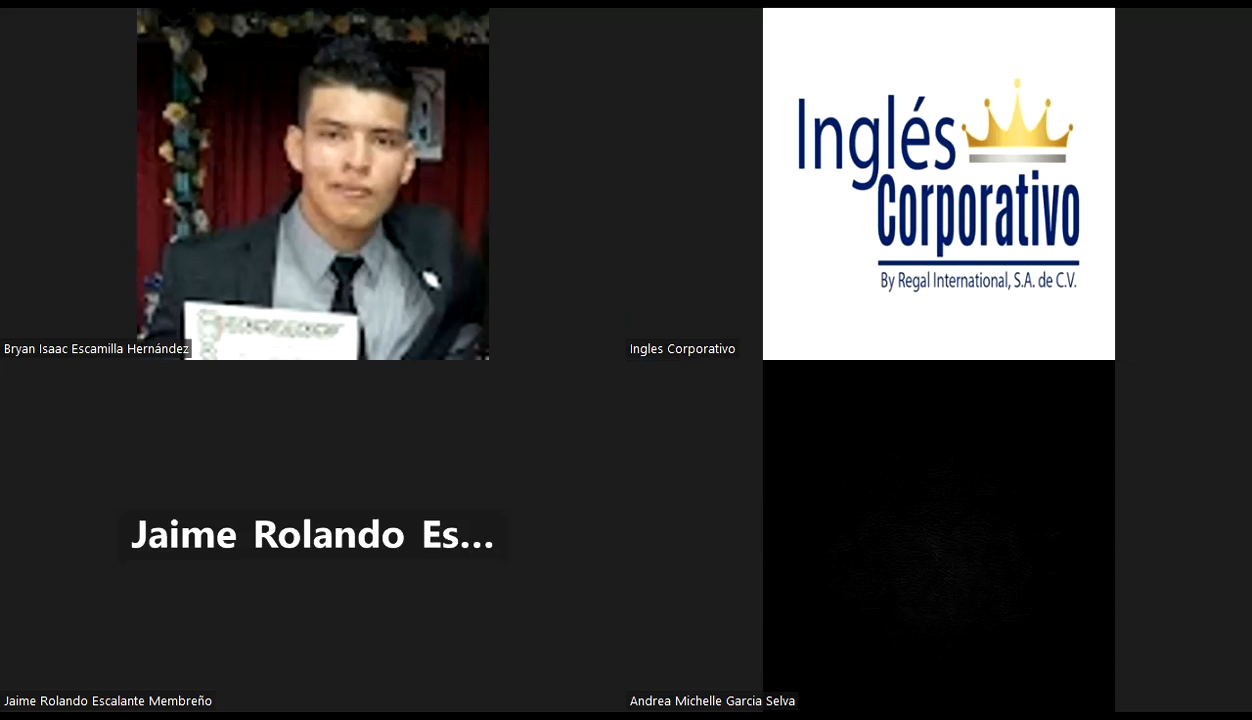 Bryan Isaac Escamilla Hernández
Inglés
Corporativo
By Regal International, S.A. de C.V.
Ingles Corporativo
Jaime Rolando Es...
Jaime Rolando Escalante Membreño
Andrea Michelle Garcia Selva